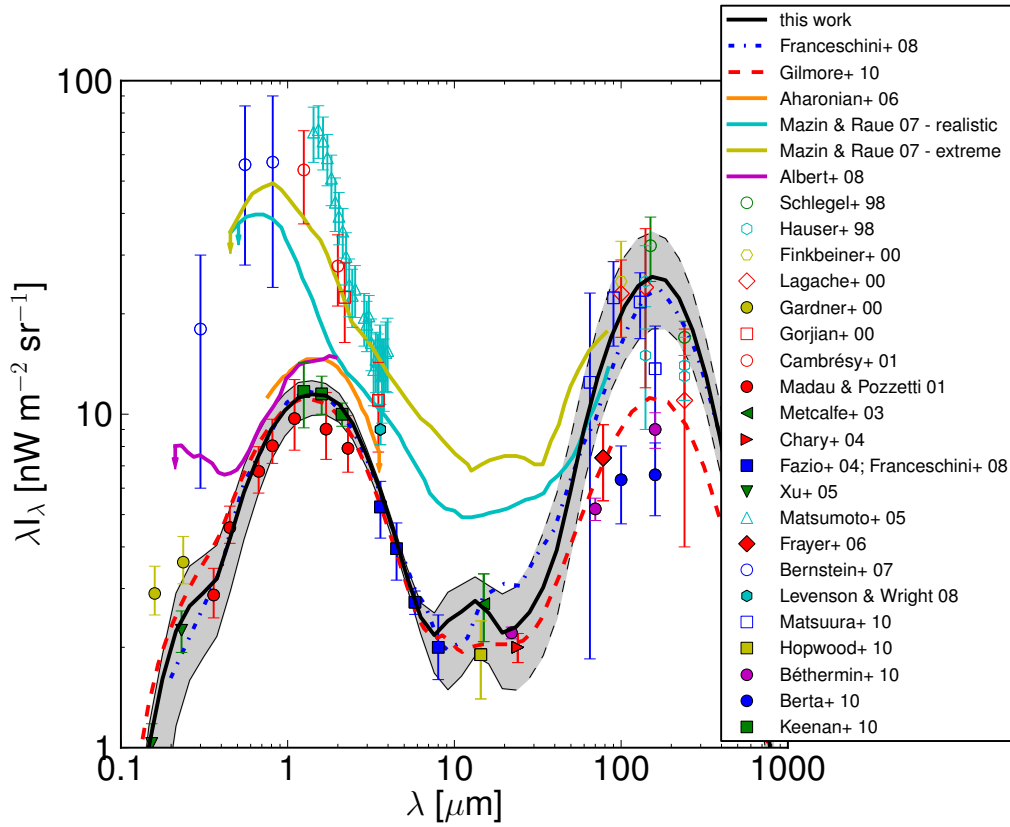 100
10
1
0.1
1
10
100
1000
λI_λ [nW m⁻² sr⁻¹]
λ [μm]
this work
Franceschini+ 08
Gilmore+ 10
Aharonian+ 06
Mazin & Raue 07 - realistic
Mazin & Raue 07 - extreme
Albert+ 08
Schlegel+ 98
Hauser+ 98
Finkbeiner+ 00
Lagache+ 00
Gardner+ 00
Gorjian+ 00
Cambrésy+ 01
Madau & Pozzetti 01
Metcalfe+ 03
Chary+ 04
Fazio+ 04; Franceschini+ 08
Xu+ 05
Matsumoto+ 05
Frayer+ 06
Bernstein+ 07
Levenson & Wright 08
Matsuura+ 10
Hopwood+ 10
Béthermin+ 10
Berta+ 10
Keenan+ 10